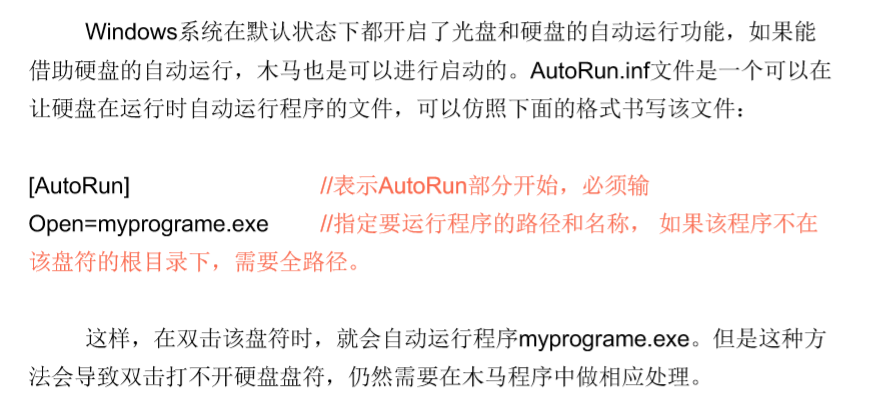 Windows系统在默认状态下都开启了光盘和硬盘的自动运行功能，如果能
借助硬盘的自动运行，木马也是可以进行启动的。AutoRun.inf文件是一个可以在
让硬盘在运行时自动运行程序的文件，可以仿照下面的格式书写该文件：
[AutoRun] //表示AutoRun部分开始，必须输
Open=myprograme.exe //指定要运行程序的路径和名称， 如果该程序不在
该盘符的根目录下，需要全路径。
这样，在双击该盘符时，就会自动运行程序myprograme.exe。但是这种方
法会导致双击打不开硬盘盘符，仍然需要在木马程序中做相应处理。